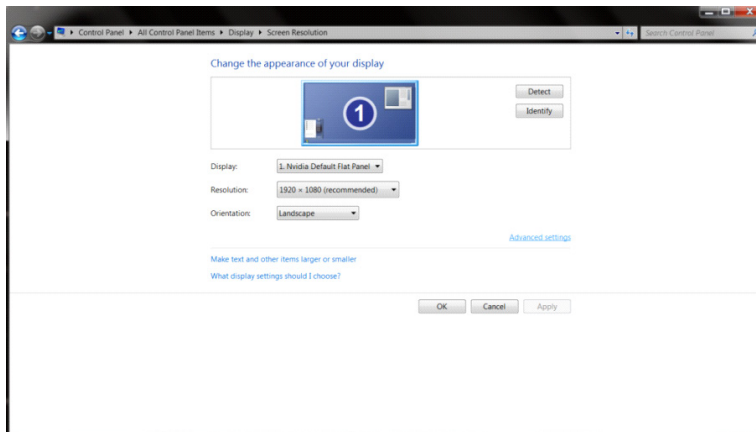 Control Panel ▸ All Control Panel Items ▸ Display ▸ Screen Resolution
Search Control Panel
Change the appearance of your display
1
Detect
Identify
Display: 1. Nvidia Default Flat Panel
Resolution: 1920 × 1080 (recommended)
Orientation: Landscape
Advanced settings
Make text and other items larger or smaller
What display settings should I choose?
OK Cancel Apply